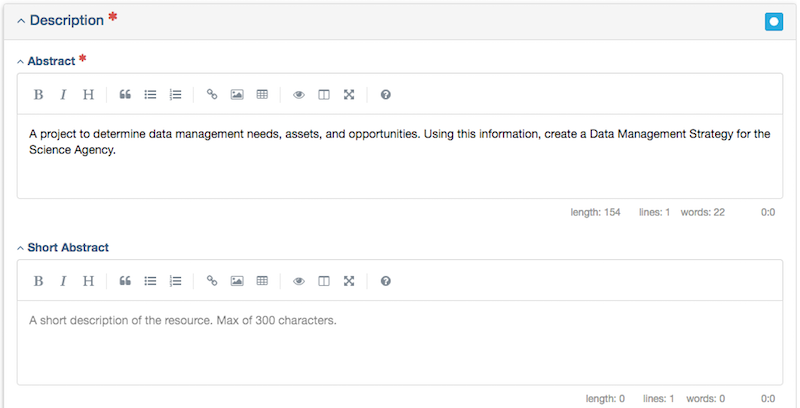 Description *
Abstract *
B I H
A project to determine data management needs, assets, and opportunities. Using this information, create a Data Management Strategy for the
Science Agency.
length: 154 lines: 1 words: 22 0:0
Short Abstract
B I H
A short description of the resource. Max of 300 characters.
length: 0 lines: 1 words: 0 0:0